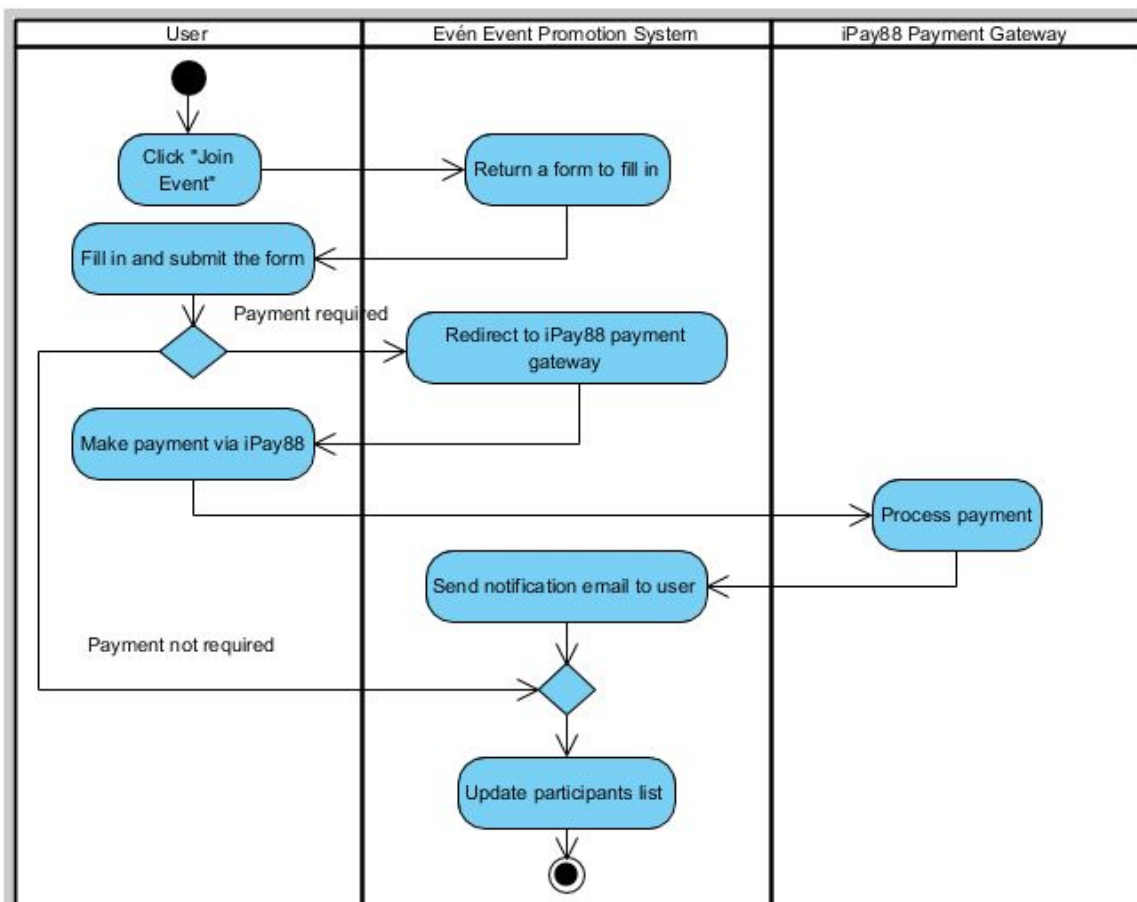 User
Evén Event Promotion System
iPay88 Payment Gateway
Click "Join
Event"
Return a form to fill in
Fill in and submit the form
Payment required
Redirect to iPay88 payment
gateway
Make payment via iPay88
Process payment
Send notification email to user
Payment not required
Update participants list